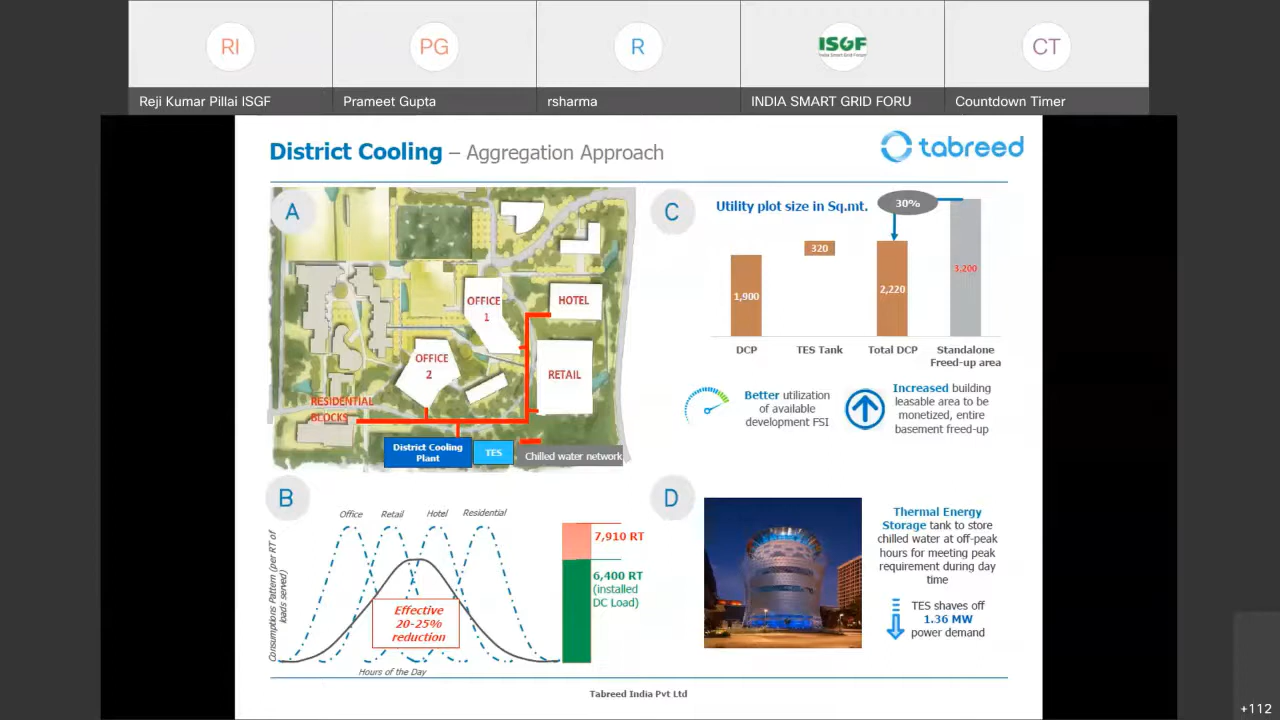 RI
PG
R
ISGF
India Smart Grid Forum
CT
Reji Kumar Pillai ISGF
Prameet Gupta
rsharma
INDIA SMART GRID FORU
Countdown Timer
District Cooling – Aggregation Approach
tabreed
A
OFFICE
1
HOTEL
OFFICE
2
RETAIL
RESIDENTIAL
BLOCKS
District Cooling
Plant
TES
Chilled water network
C
Utility plot size in Sq.mt.
30%
320
1,900
2,220
3,200
DCP
TES Tank
Total DCP
Standalone
Freed-up area
Better utilization
of available
development FSI
Increased building
leasable area to be
monetized, entire
basement freed-up
B
Office
Retail
Hotel
Residential
Consumptions Pattern (per RT of
loads served)
Effective
20-25%
reduction
Hours of the Day
7,910 RT
6,400 RT
(installed
DC Load)
D
Thermal Energy
Storage tank to store
chilled water at off-peak
hours for meeting peak
requirement during day
time
TES shaves off
1.36 MW
power demand
Tabreed India Pvt Ltd
+112